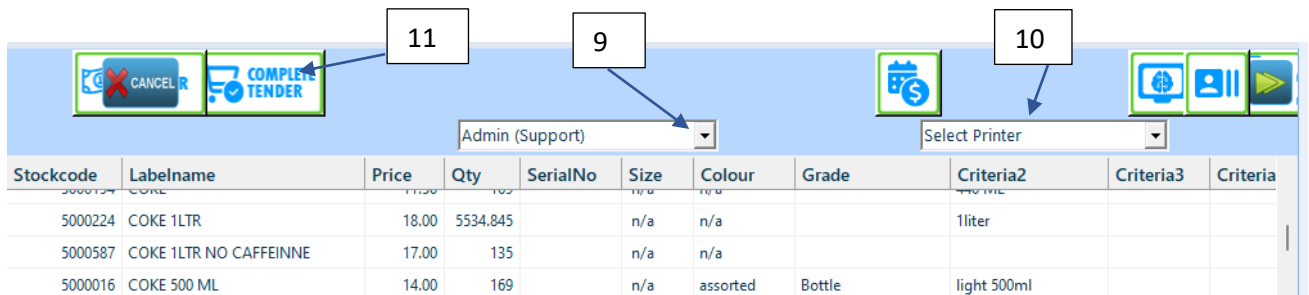 11 9 10
CANCEL R COMPLETE
TENDER
Admin (Support) Select Printer
Stockcode Labelname Price Qty SerialNo Size Colour Grade Criteria2 Criteria3 Criteria
5000224 COKE 1LTR 18.00 5534.845 n/a n/a 1liter
5000587 COKE 1LTR NO CAFFEINNE 17.00 135 n/a n/a
5000016 COKE 500 ML 14.00 169 n/a assorted Bottle light 500ml